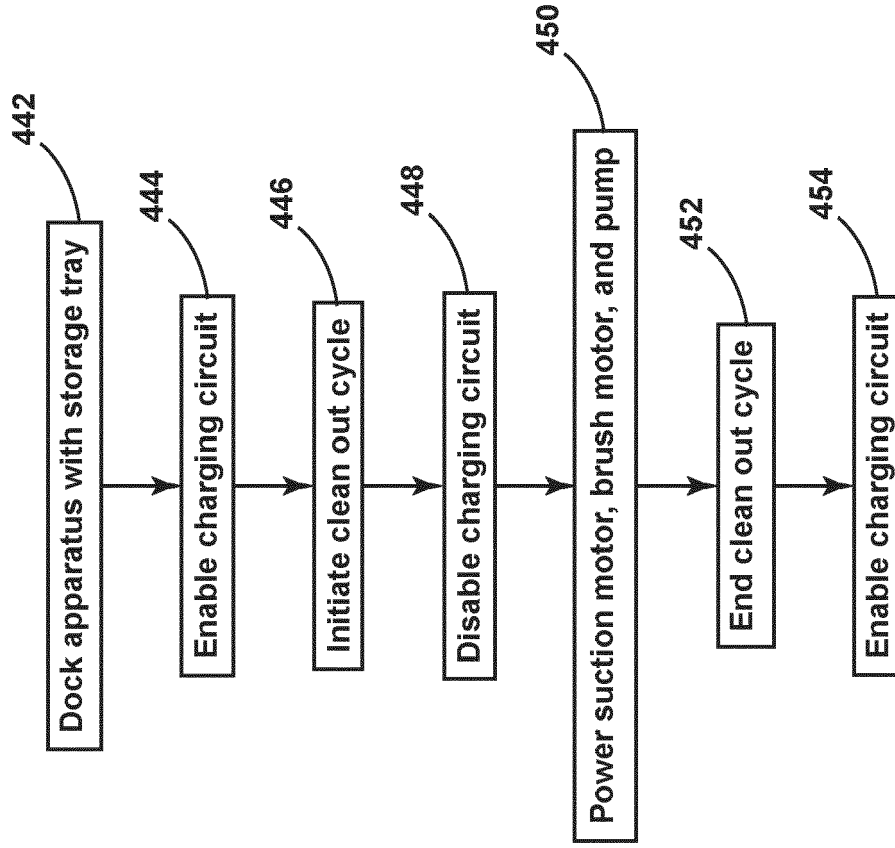 442
Dock apparatus with storage tray
444
Enable charging circuit
446
Initiate clean out cycle
448
Disable charging circuit
450
Power suction motor, brush motor, and pump
452
End clean out cycle
454
Enable charging circuit